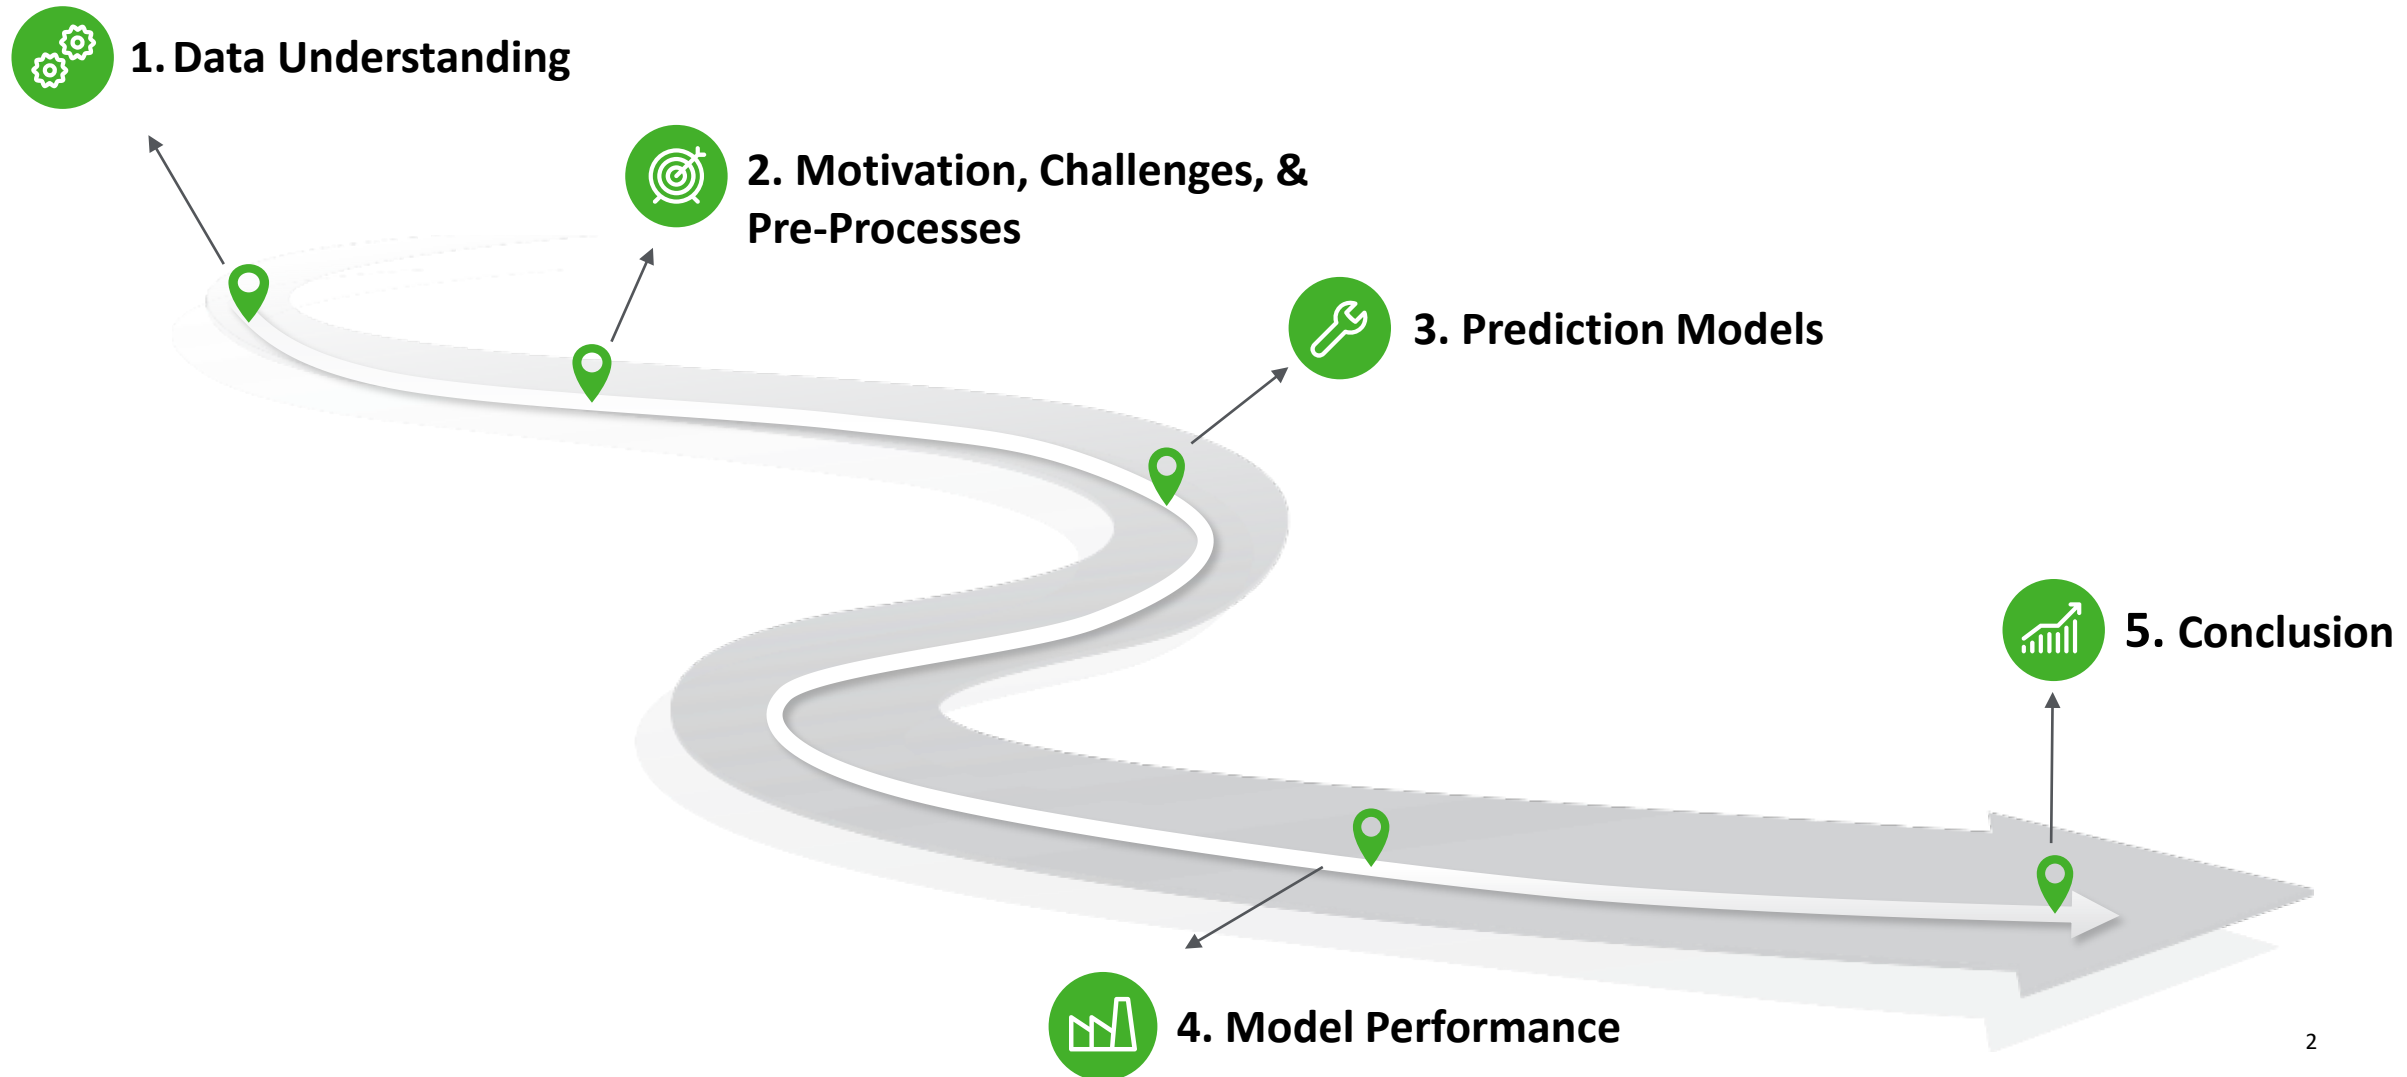 1. Data Understanding
2. Motivation, Challenges, &
Pre-Processes
3. Prediction Models
5. Conclusion
4. Model Performance
2